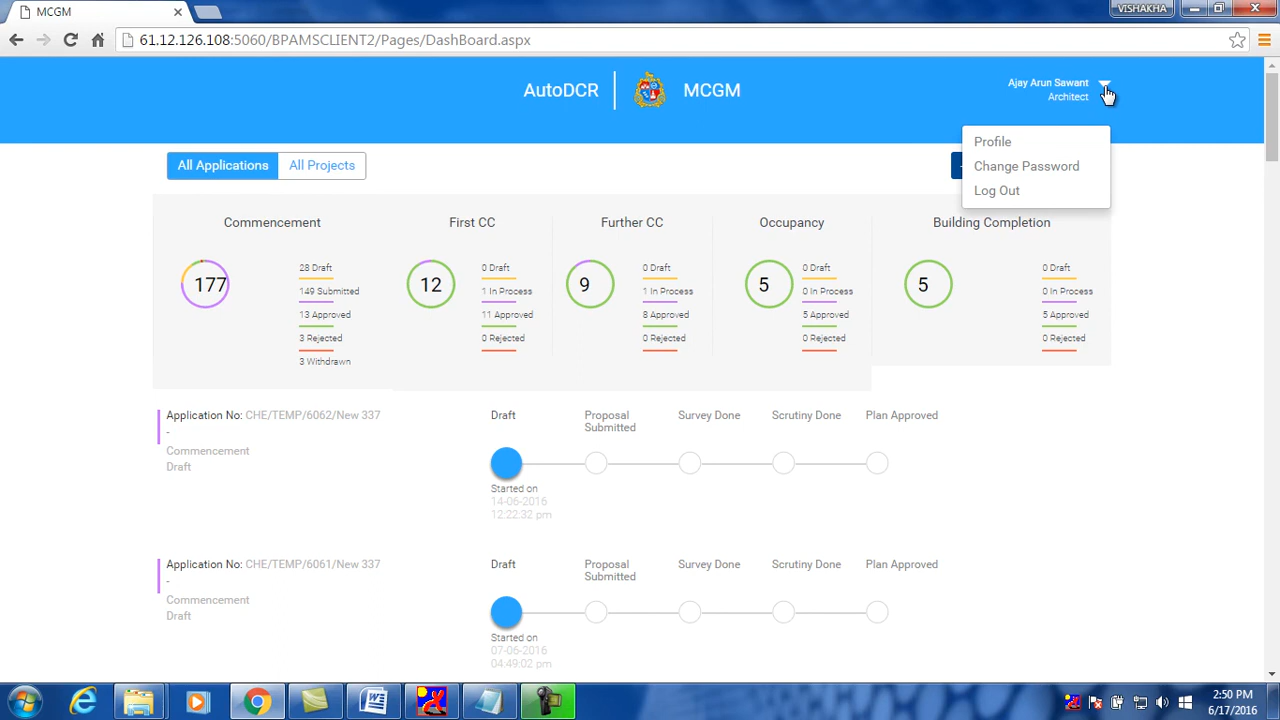 MCGM
VISHAKHA
61.12.126.108:5060/BPAMSCLIENT2/Pages/DashBoard.aspx
AutoDCR
MCGM
Ajay Arun Sawant
Architect
Profile
Change Password
Log Out
All Applications
All Projects
Commencement
177
28 Draft
149 Submitted
13 Approved
3 Rejected
3 Withdrawn
First CC
12
0 Draft
1 In Process
11 Approved
0 Rejected
Further CC
9
0 Draft
1 In Process
8 Approved
0 Rejected
Occupancy
5
0 Draft
0 In Process
5 Approved
0 Rejected
Building Completion
5
0 Draft
0 In Process
5 Approved
0 Rejected
Application No: CHE/TEMP/6062/New 337
-
Commencement
Draft
Draft
Proposal
Submitted
Survey Done
Scrutiny Done
Plan Approved
Started on
14-06-2016
12:22:32 pm
Application No: CHE/TEMP/6061/New 337
-
Commencement
Draft
Draft
Proposal
Submitted
Survey Done
Scrutiny Done
Plan Approved
Started on
07-06-2016
04:49:02 pm
2:50 PM
6/17/2016